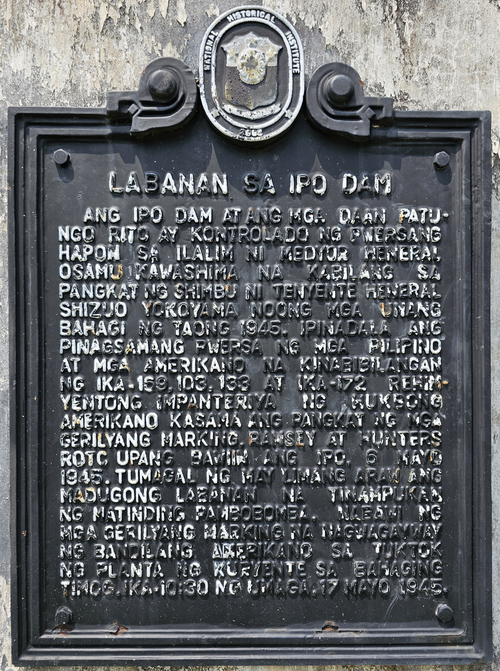 NATIONAL HISTORICAL INSTITUTE
LABANAN SA IPO DAM
ANG IPO DAM AT ANG MGA DAAN PATU-
NGO RITO AY KONTROLADO NG PWERSANG
HAPON SA ILALIM NI MEDYOR HENERAL
OSAMU KAWASHIMA NA KABILANG SA
PANGKAT NG SHIMBU NI TENYENTE HENERAL
SHIZUO YOKOYAMA NOONG MGA UNANG
BAHAGI NG TAONG 1945. IPINADALA ANG
PINAGSAMANG PWERSA NG MGA PILIPINO
AT MGA AMERIKANO NA KINABIBILANGAN
NG IKA-169, 103, 133 AT IKA-172 REHIM-
YENTONG IMPANTERIYA NG HUKBONG
AMERIKANO KASAMA ANG PANGKAT NG MGA
GERILYANG MARKING, RAMSEY AT HUNTERS
ROTC UPANG BAWIIN ANG IPO, 6 MAYO
1945. TUMAGAL NG MAY LIMANG ARAW ANG
MADUGONG LABANAN NA TINAMPUKAN
NG MATINDING PAMBOBOMBA. NABAWI NG
MGA GERILYANG MARKING NA NAGWAGAYWAY
NG BANDILANG AMERIKANO SA TUKTOK
NG PLANTA NG KURYENTE SA BAHAGING
TIMOG, IKA-10:30 NG UMAGA, 17 MAYO 1945.